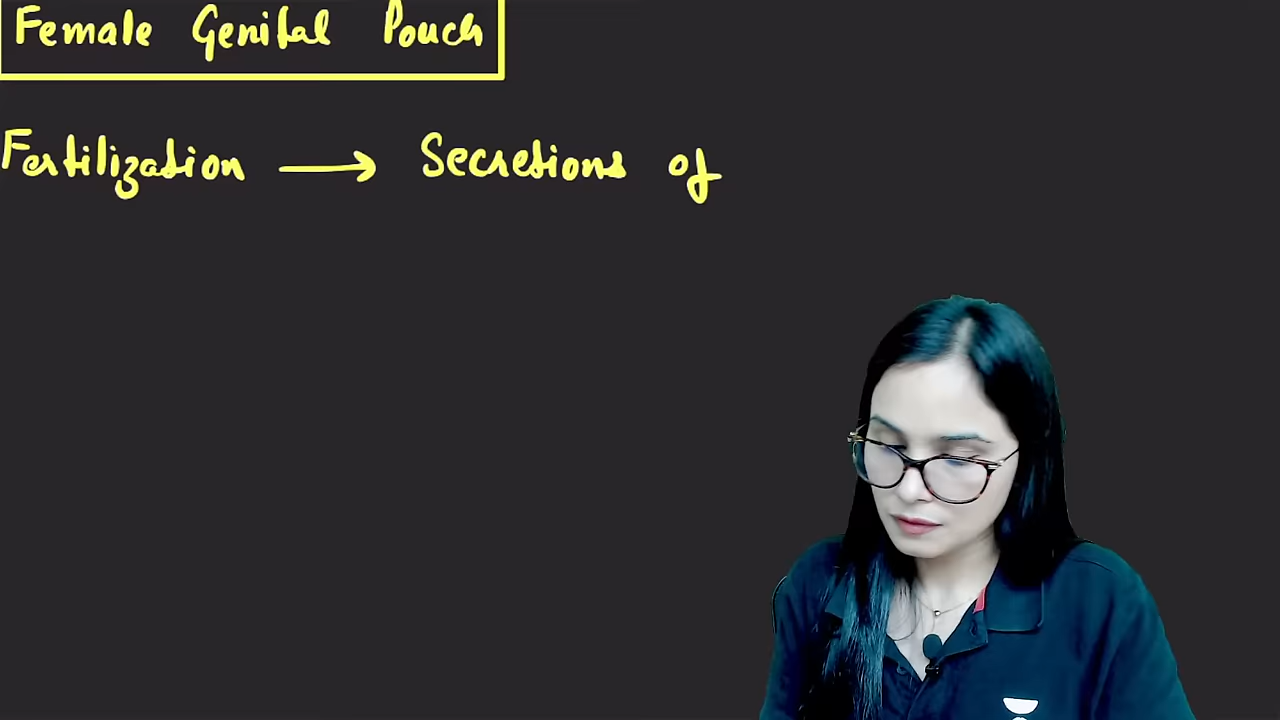 Female Genital Pouch
Fertilization → Secretions of